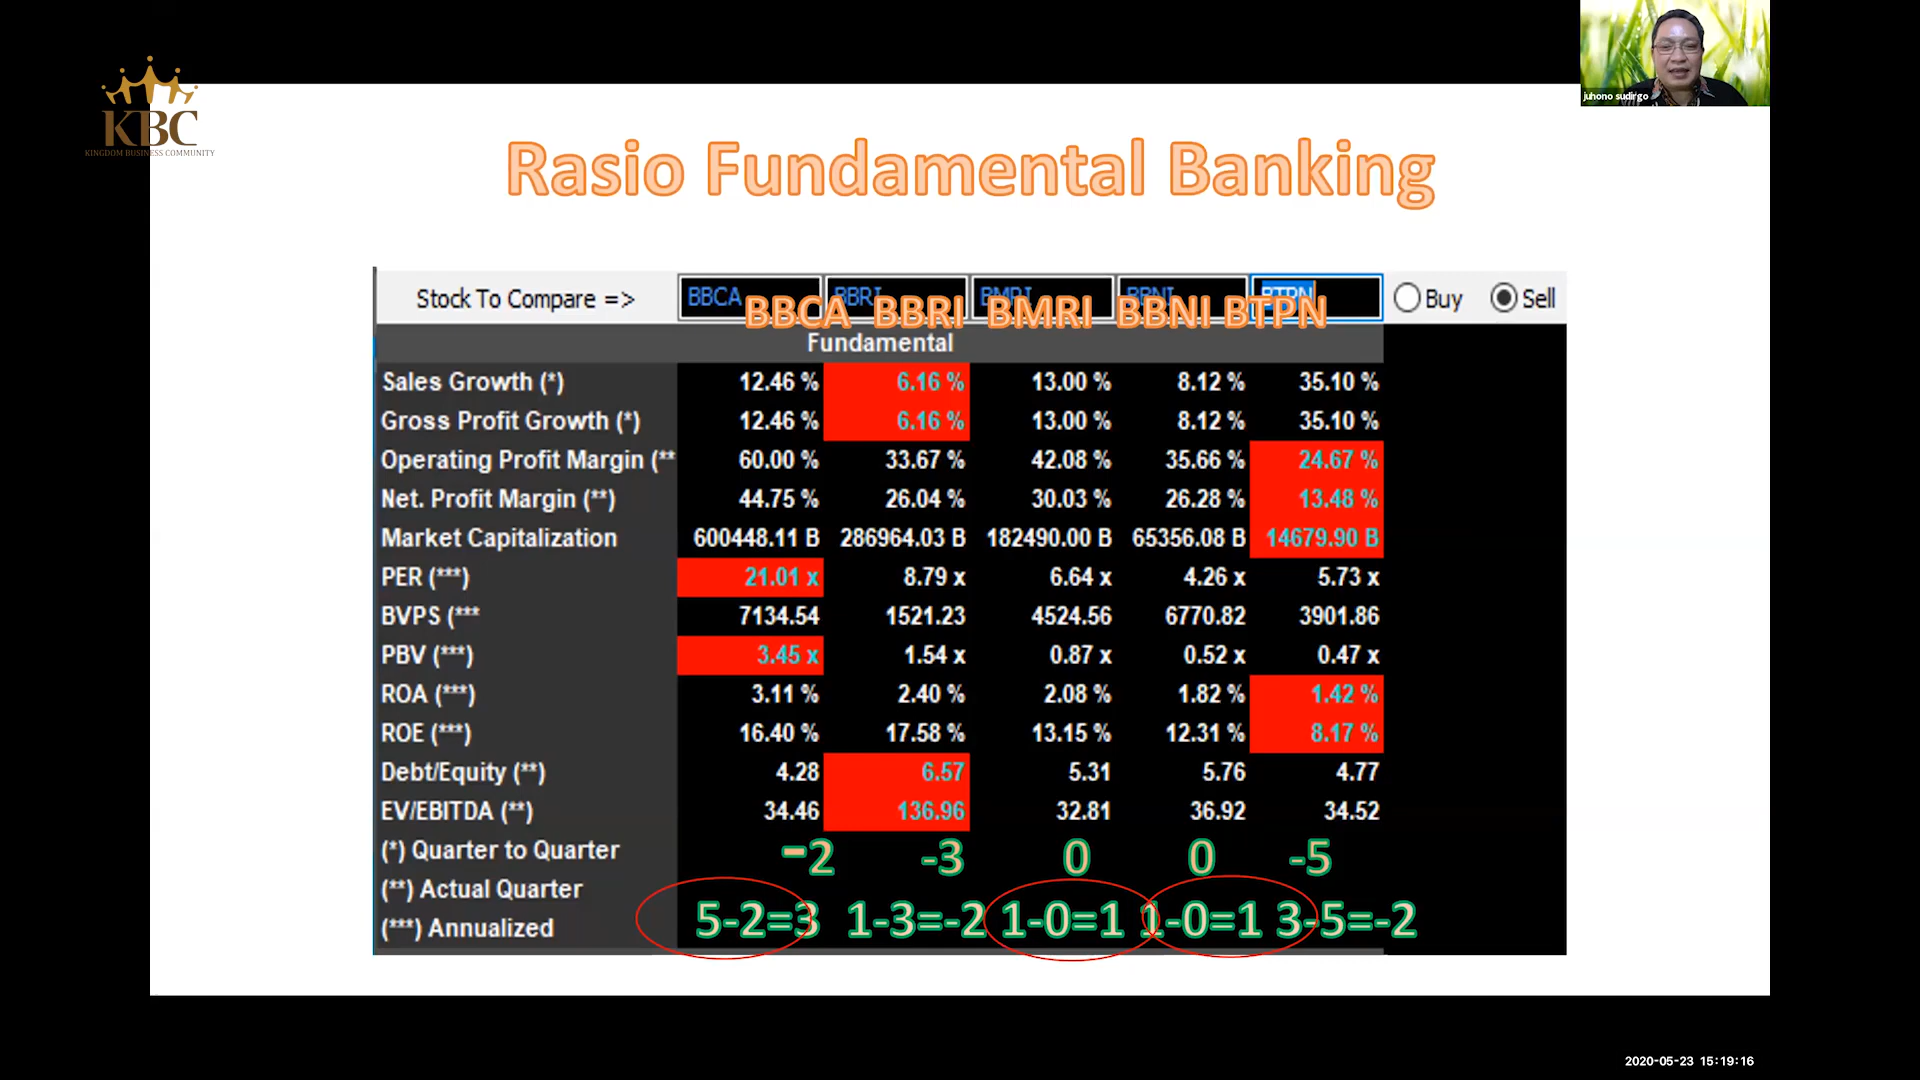 KBC
KINGDOM BUSINESS COMMUNITY
juhono sudirgo
Rasio Fundamental Banking
Stock To Compare => BBCA BBRI BMRI BBNI BTPN Buy Sell
BBCA BBRI BMRI BBNI BTPN
Fundamental
Sales Growth (*) 12.46 % 6.16 % 13.00 % 8.12 % 35.10 %
Gross Profit Growth (*) 12.46 % 6.16 % 13.00 % 8.12 % 35.10 %
Operating Profit Margin (** 60.00 % 33.67 % 42.08 % 35.66 % 24.67 %
Net. Profit Margin (**) 44.75 % 26.04 % 30.03 % 26.28 % 13.48 %
Market Capitalization 600448.11 B 286964.03 B 182490.00 B 65356.08 B 14679.90 B
PER (***) 21.01 x 8.79 x 6.64 x 4.26 x 5.73 x
BVPS (*** 7134.54 1521.23 4524.56 6770.82 3901.86
PBV (***) 3.45 x 1.54 x 0.87 x 0.52 x 0.47 x
ROA (***) 3.11 % 2.40 % 2.08 % 1.82 % 1.42 %
ROE (***) 16.40 % 17.58 % 13.15 % 12.31 % 8.17 %
Debt/Equity (**) 4.28 6.57 5.31 5.76 4.77
EV/EBITDA (**) 34.46 136.96 32.81 36.92 34.52
(*) Quarter to Quarter -2 -3 0 0 -5
(**) Actual Quarter
(***) Annualized 5-2=3 1-3=-2 1-0=1 1-0=1 3-5=-2
2020-05-23 15:19:16